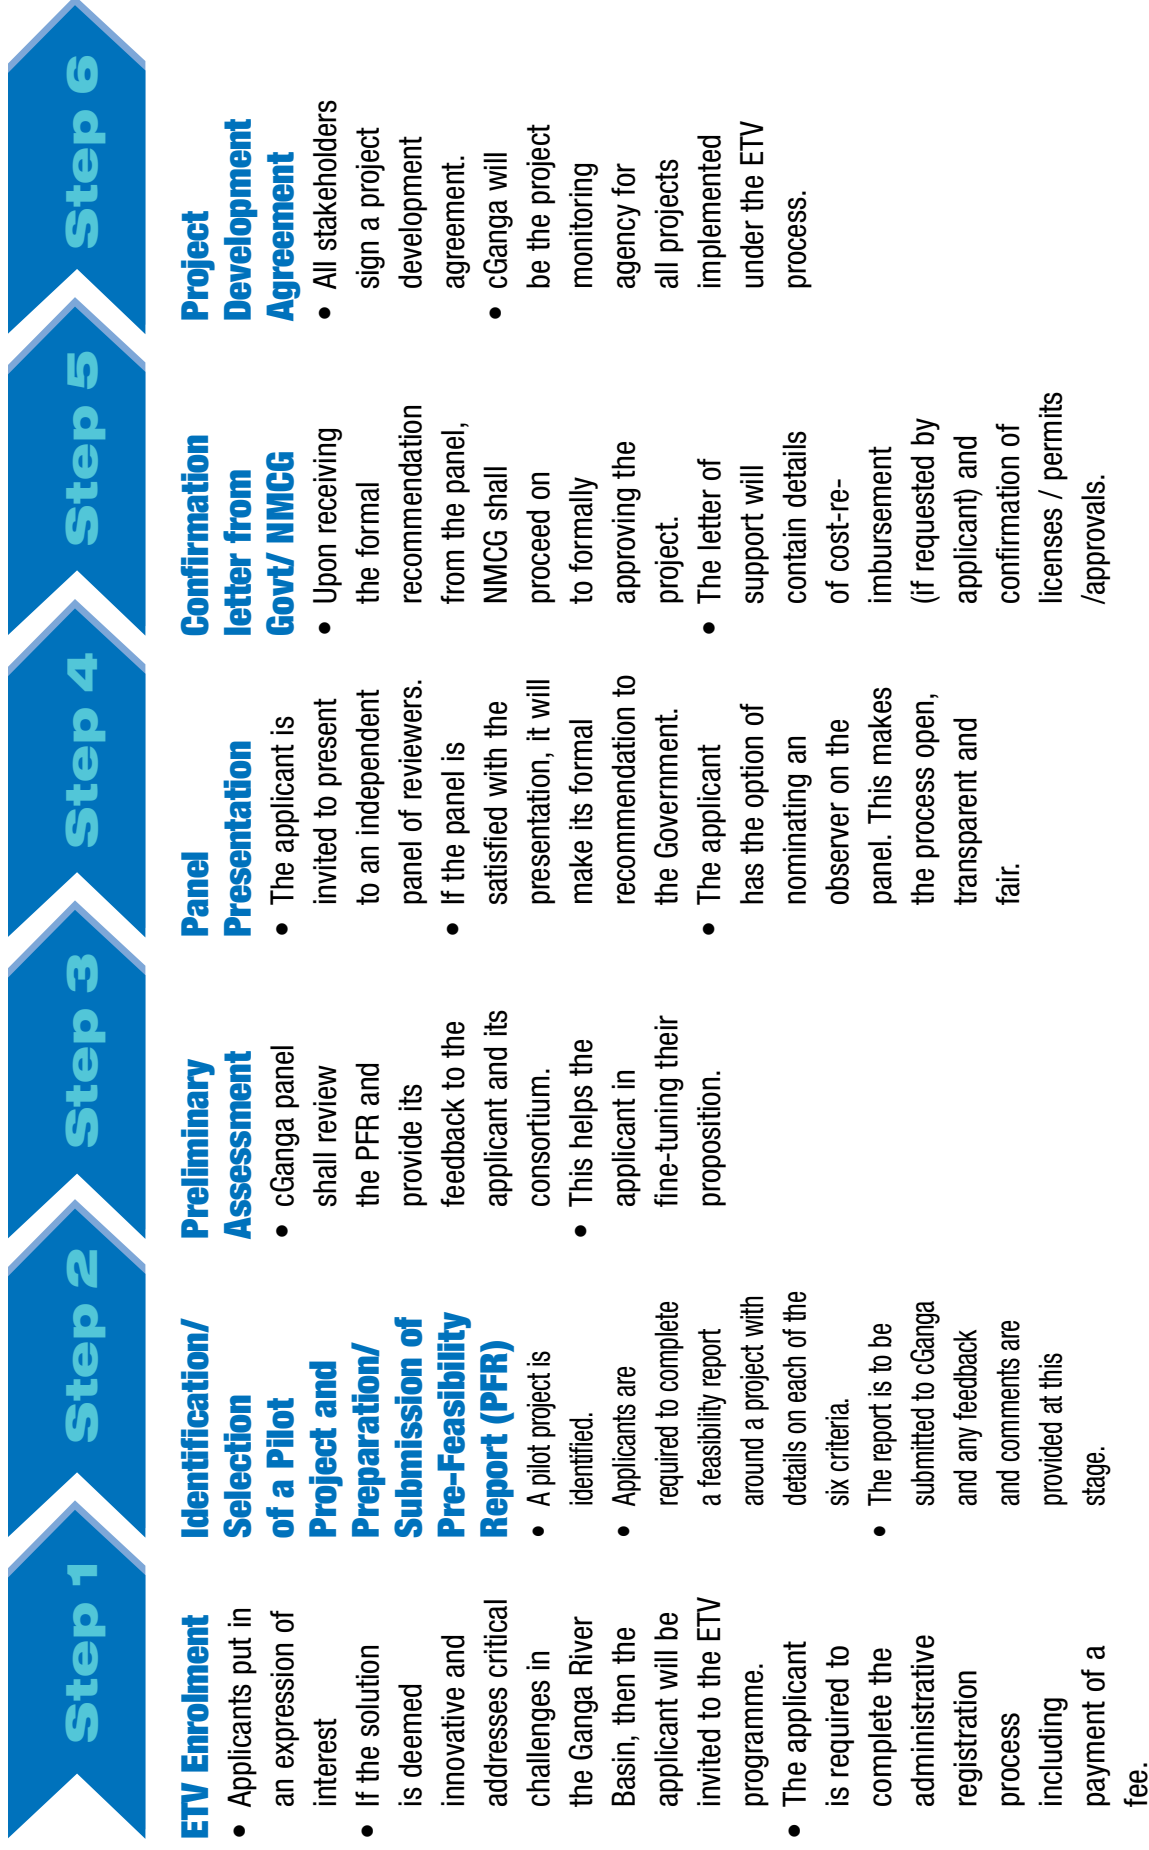 Step 1
ETV Enrolment
• Applicants put in
an expression of
interest
• If the solution
is deemed
innovative and
addresses critical
challenges in
the Ganga River
Basin, then the
applicant will be
invited to the ETV
programme.
• The applicant
is required to
complete the
administrative
registration
process
including
payment of a
fee.
Step 2
Identification/
Selection
of a Pilot
Project and
Preparation/
Submission of
Pre-Feasibility
Report (PFR)
• A pilot project is
identified.
• Applicants are
required to complete
a feasibility report
around a project with
details on each of the
six criteria.
• The report is to be
submitted to cGanga
and any feedback
and comments are
provided at this
stage.
Step 3
Preliminary
Assessment
• cGanga panel
shall review
the PFR and
provide its
feedback to the
applicant and its
consortium.
• This helps the
applicant in
fine-tuning their
proposition.
Step 4
Panel
Presentation
• The applicant is
invited to present
to an independent
panel of reviewers.
• If the panel is
satisfied with the
presentation, it will
make its formal
recommendation to
the Government.
• The applicant
has the option of
nominating an
observer on the
panel. This makes
the process open,
transparent and
fair.
Step 5
Confirmation
letter from
Govt/ NMCG
• Upon receiving
the formal
recommendation
from the panel,
NMCG shall
proceed on
to formally
approving the
project.
• The letter of
support will
contain details
of cost-re-
imbursement
(if requested by
applicant) and
confirmation of
licenses / permits
/approvals.
Step 6
Project
Development
Agreement
• All stakeholders
sign a project
development
agreement.
• cGanga will
be the project
monitoring
agency for
all projects
implemented
under the ETV
process.